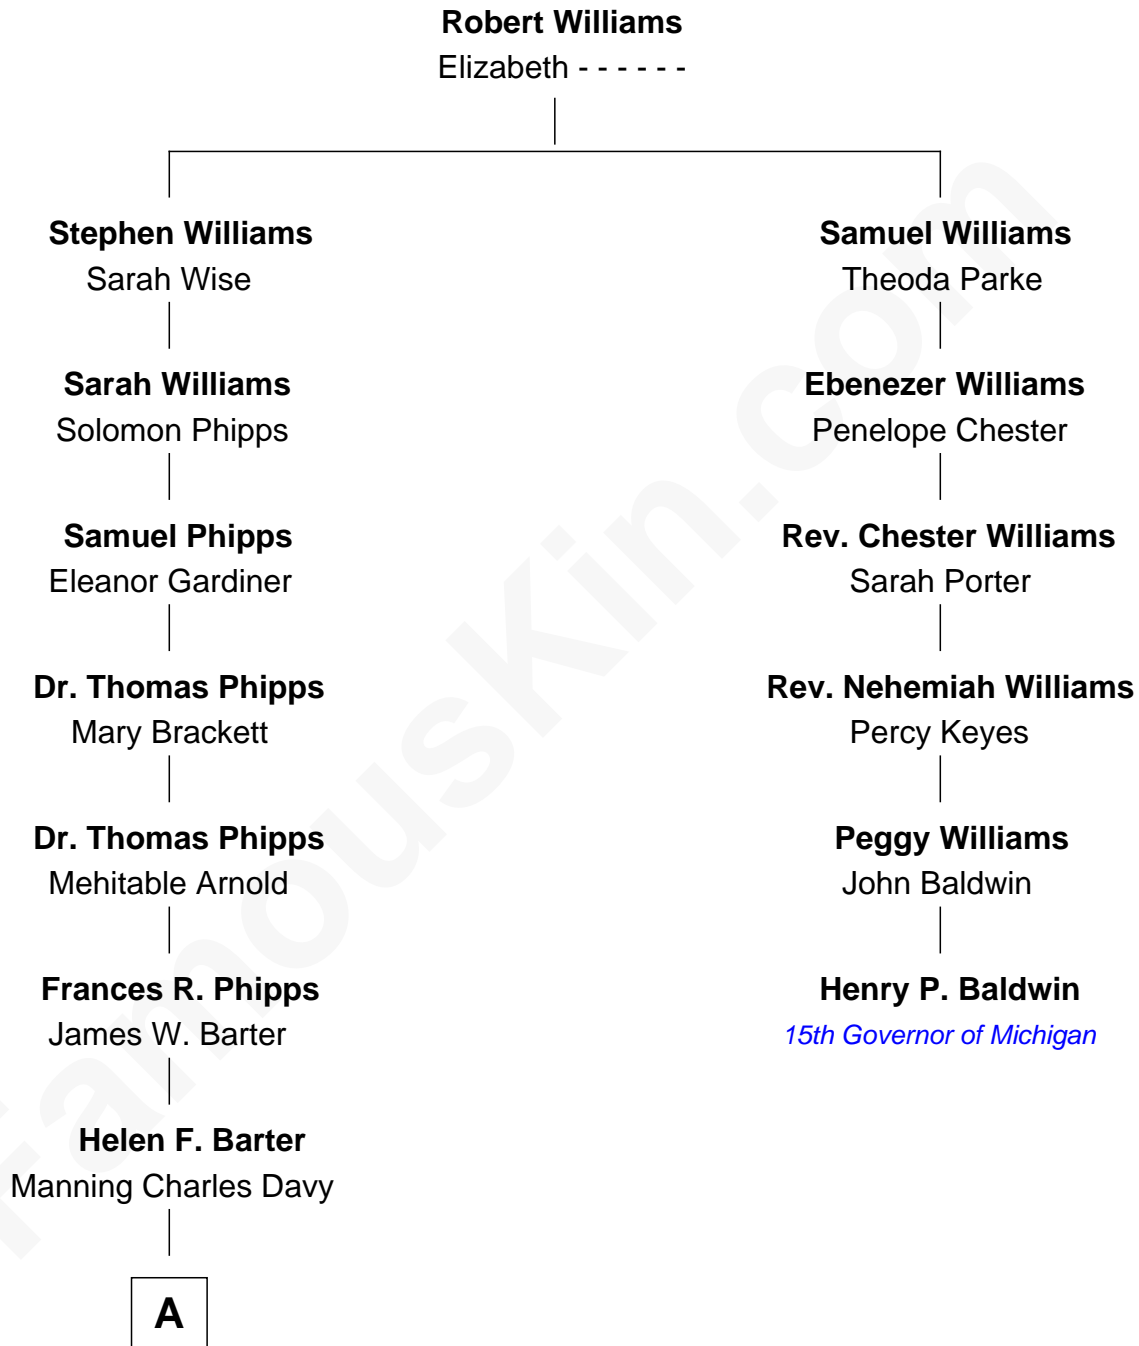 Robert Williams
Elizabeth - - - - - -
Stephen Williams
Sarah Wise
Samuel Williams
Theoda Parke
Sarah Williams
Solomon Phipps
Ebenezer Williams
Penelope Chester
Samuel Phipps
Eleanor Gardiner
Rev. Chester Williams
Sarah Porter
Dr. Thomas Phipps
Mary Brackett
Rev. Nehemiah Williams
Percy Keyes
Dr. Thomas Phipps
Mehitable Arnold
Peggy Williams
John Baldwin
Frances R. Phipps
James W. Barter
Henry P. Baldwin
15th Governor of Michigan
Helen F. Barter
Manning Charles Davy
A
FamousKin.com